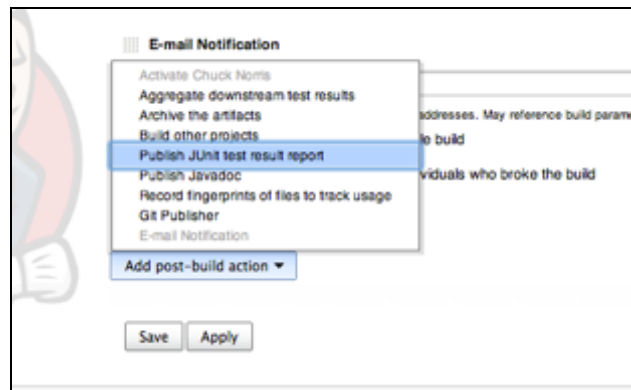 E-mail Notification
Activate Chuck Norris
Aggregate downstream test results
Archive the artifacts
addresses. May reference build parame
Build other projects
le build
Publish JUnit test result report
Publish Javadoc
viduals who broke the build
Record fingerprints of files to track usage
Git Publisher
E-mail Notification
Add post-build action
Save Apply